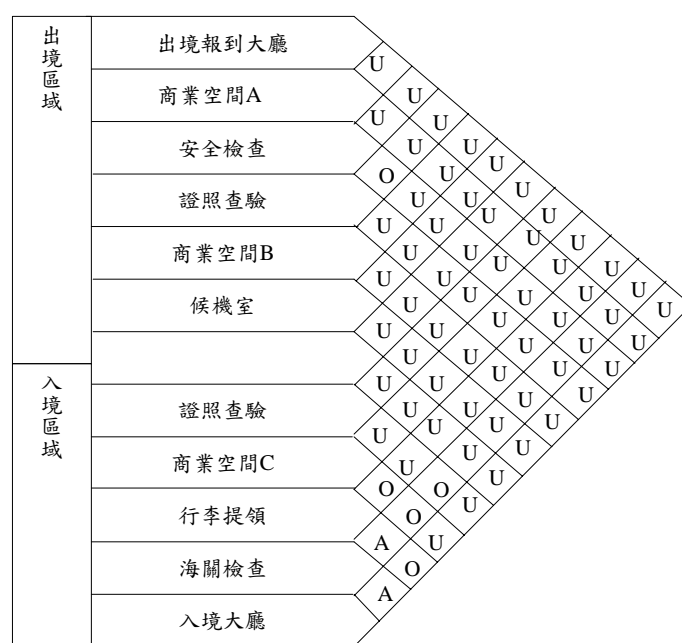 出境區域
出境報到大廳
U U U U U U U U U U U
商業空間A
U U U U U U U U U U
安全檢查
O U U U U U U U U
證照查驗
U U U U U U U U
商業空間B
U U U U U U U
候機室
U U U U U U
U U U U U
入境區域
證照查驗
U U O U
商業空間C
O O U
行李提領
A O
海關檢查
A
入境大廳